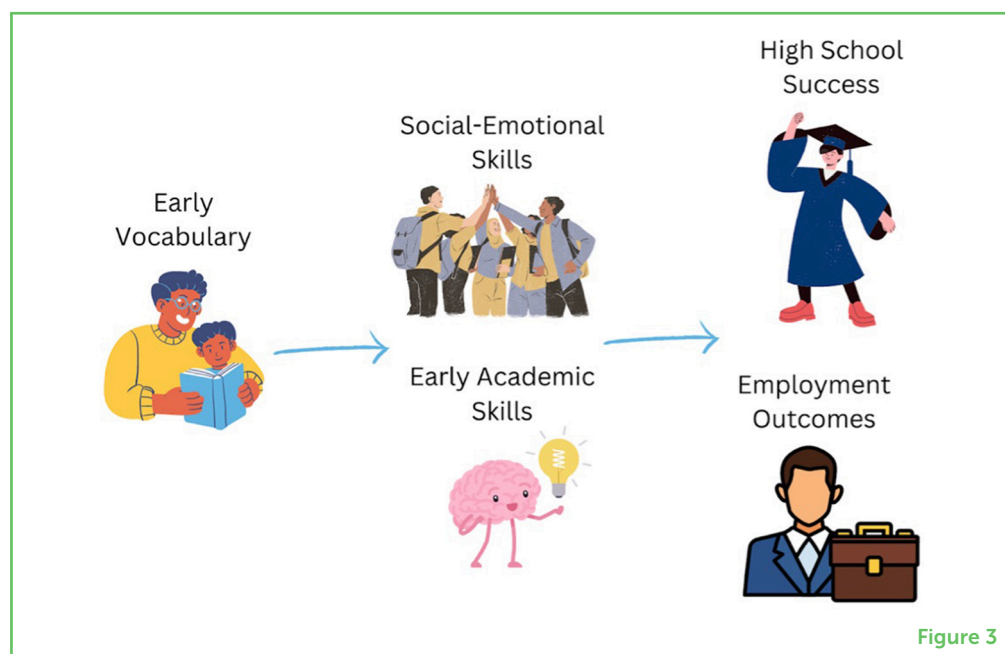 Early
Vocabulary
Social-Emotional
Skills
Early Academic
Skills
High School
Success
Employment
Outcomes
Figure 3